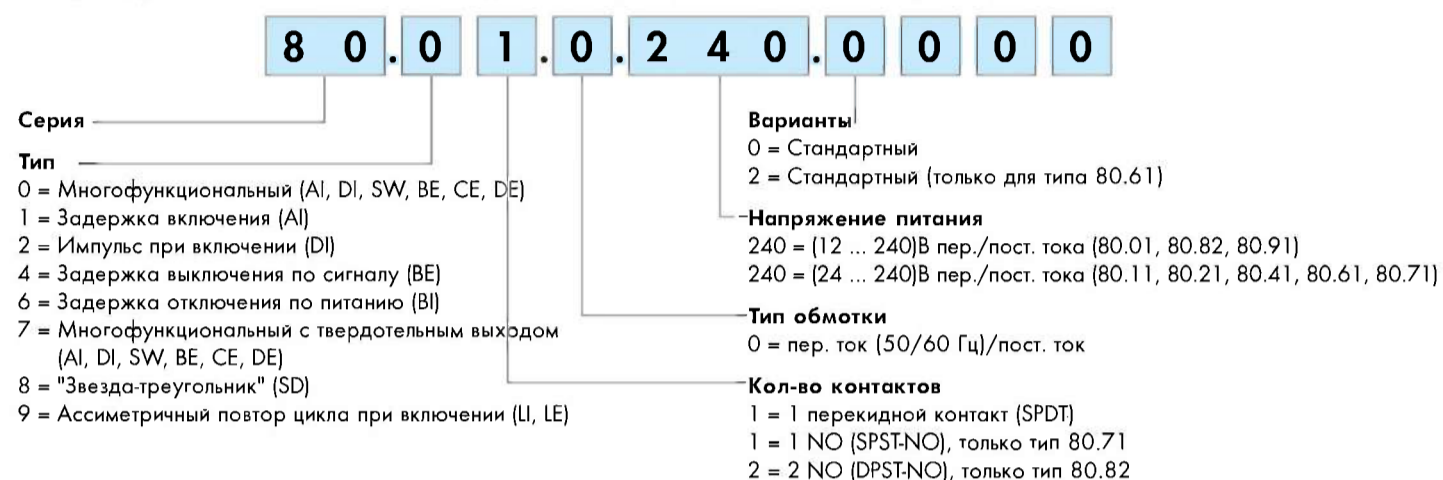 8 0 . 0 1 . 0 . 2 4 0 . 0 0 0 0
Серия
Тип
0 = Многофункциональный (AI, DI, SW, BE, CE, DE)
1 = Задержка включения (AI)
2 = Импульс при включении (DI)
4 = Задержка выключения по сигналу (BE)
6 = Задержка отключения по питанию (BI)
7 = Многофункциональный с твердотельным выходом
(AI, DI, SW, BE, CE, DE)
8 = "Звезда-треугольник" (SD)
9 = Ассиметричный повтор цикла при включении (LI, LE)
Варианты
0 = Стандартный
2 = Стандартный (только для типа 80.61)
Напряжение питания
240 = (12 ... 240)В пер./пост. тока (80.01, 80.82, 80.91)
240 = (24 ... 240)В пер./пост. тока (80.11, 80.21, 80.41, 80.61, 80.71)
Тип обмотки
0 = пер. ток (50/60 Гц)/пост. ток
Кол-во контактов
1 = 1 перекидной контакт (SPDT)
1 = 1 NO (SPST-NO), только тип 80.71
2 = 2 NO (DPST-NO), только тип 80.82